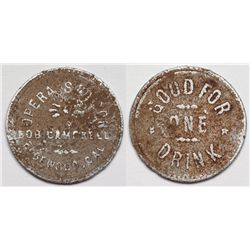 OPERA SALOON
BOB CAMPBELL
EDGEWOOD, CAL
GOOD FOR
ONE
DRINK